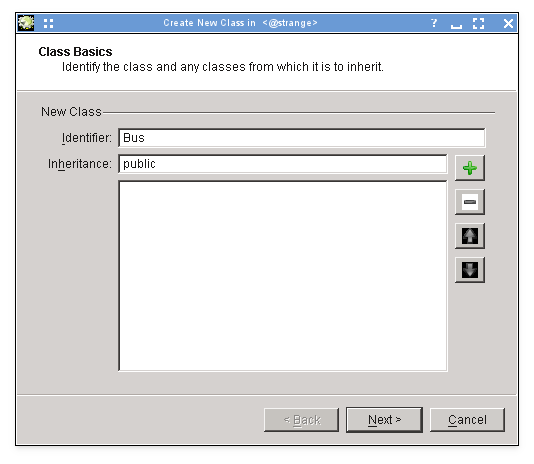 Create New Class in <@strange>
Class Basics
Identify the class and any classes from which it is to inherit.
New Class
Identifier: Bus
Inheritance: public
< Back Next > Cancel